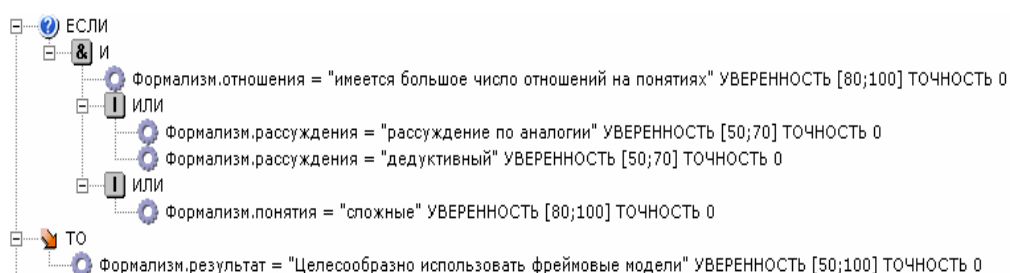 ЕСЛИ
& И
Формализм.отношения = "имеется большое число отношений на понятиях" УВЕРЕННОСТЬ [80;100] ТОЧНОСТЬ 0
ИЛИ
Формализм.рассуждения = "рассуждение по аналогии" УВЕРЕННОСТЬ [50;70] ТОЧНОСТЬ 0
Формализм.рассуждения = "дедуктивный" УВЕРЕННОСТЬ [50;70] ТОЧНОСТЬ 0
ИЛИ
Формализм.понятия = "сложные" УВЕРЕННОСТЬ [80;100] ТОЧНОСТЬ 0
ТО
Формализм.результат = "Целесообразно использовать фреймовые модели" УВЕРЕННОСТЬ [50;100] ТОЧНОСТЬ 0